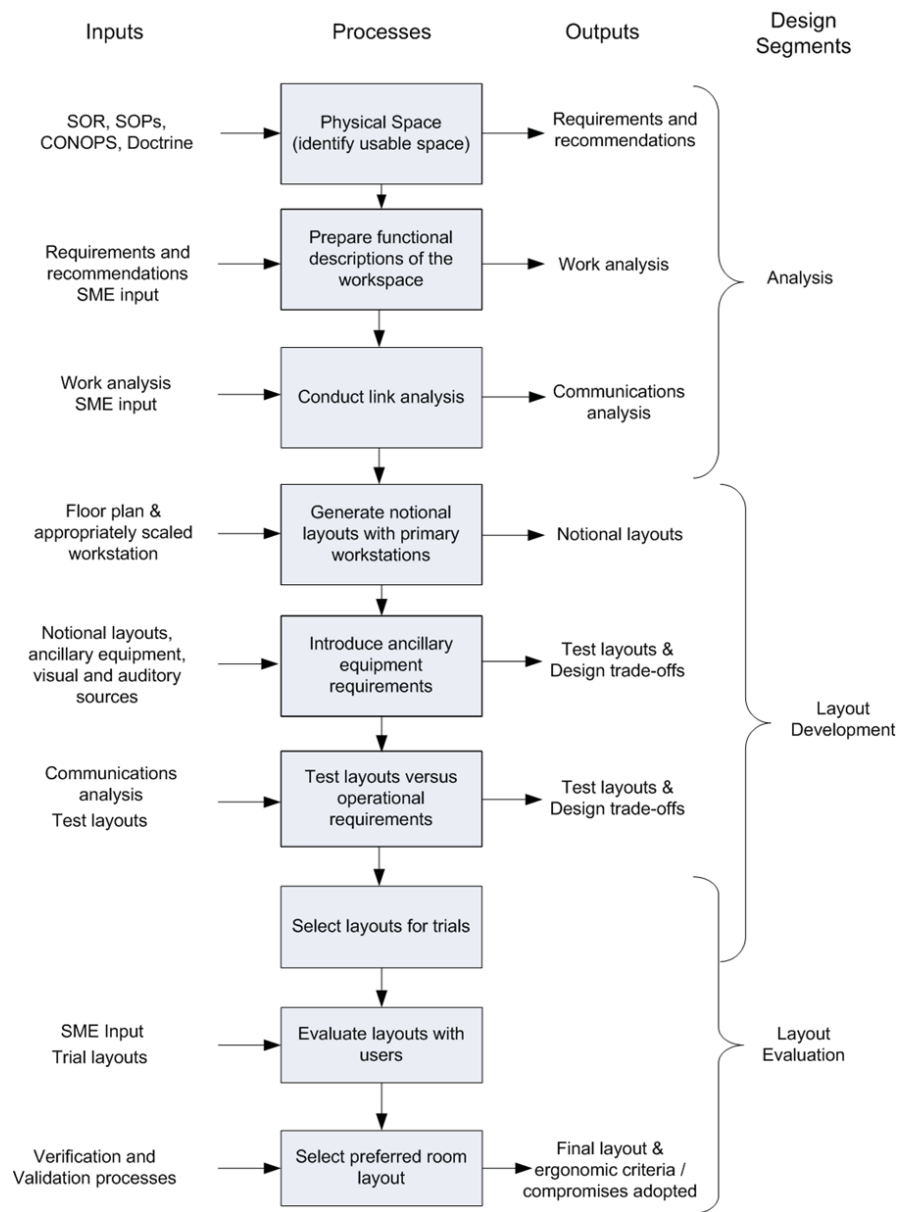 Inputs
Processes
Outputs
Design
Segments
SOR, SOPs,
CONOPS, Doctrine
Physical Space
(identify usable space)
Requirements and
recommendations
Requirements and
recommendations
SME input
Prepare functional
descriptions of the
workspace
Work analysis
Analysis
Work analysis
SME input
Conduct link analysis
Communications
analysis
Floor plan &
appropriately scaled
workstation
Generate notional
layouts with primary
workstations
Notional layouts
Notional layouts,
ancillary equipment,
visual and auditory
sources
Introduce ancillary
equipment
requirements
Test layouts &
Design trade-offs
Layout
Development
Communications
analysis
Test layouts
Test layouts versus
operational
requirements
Test layouts &
Design trade-offs
Select layouts for trials
SME Input
Trial layouts
Evaluate layouts with
users
Layout
Evaluation
Verification and
Validation processes
Select preferred room
layout
Final layout &
ergonomic criteria /
compromises adopted